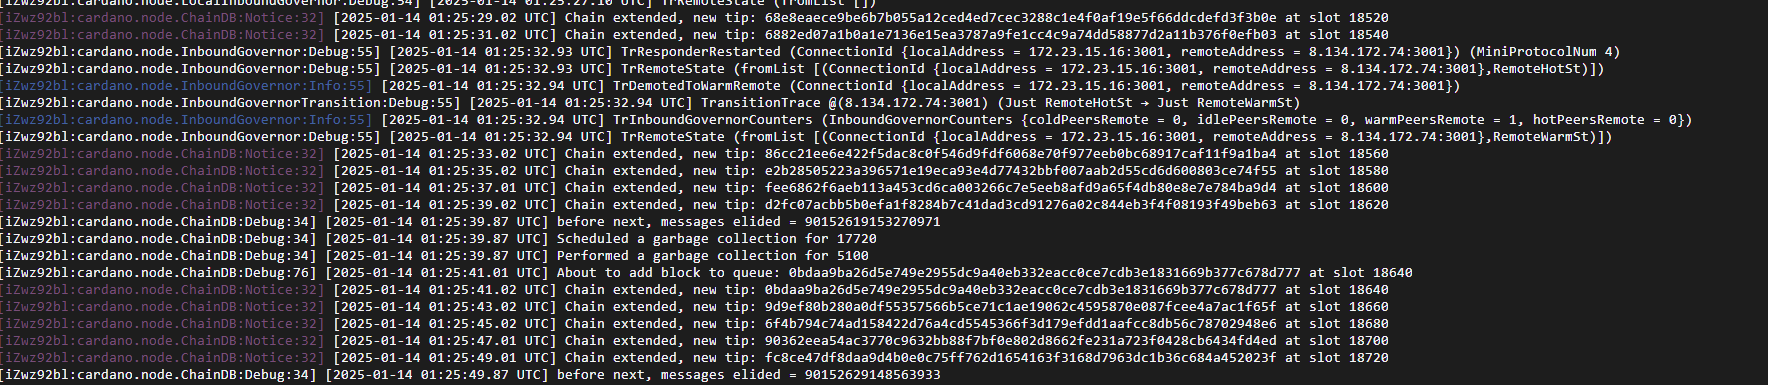 [iZwz92bl:cardano.node.LocalInboundGovernor:Debug:54] [2025-01-14 01:25:27.10 UTC] TrRemoteState (fromList [])
[iZwz92bl:cardano.node.ChainDB:Notice:32] [2025-01-14 01:25:29.02 UTC] Chain extended, new tip: 68e8eaece9be6b7b055a12ced4ed7cec3288c1e4f0af19e5f66ddcdefd3f3b0e at slot 18520
[iZwz92bl:cardano.node.ChainDB:Notice:32] [2025-01-14 01:25:31.02 UTC] Chain extended, new tip: 6882ed07a1b0a1e7136e15ea3787a9fe1cc4c9a74dd58877d2a11b376f0efb03 at slot 18540
[iZwz92bl:cardano.node.InboundGovernor:Debug:55] [2025-01-14 01:25:32.93 UTC] TrResponderRestarted (ConnectionId {localAddress = 172.23.15.16:3001, remoteAddress = 8.134.172.74:3001}) (MiniProtocolNum 4)
[iZwz92bl:cardano.node.InboundGovernor:Debug:55] [2025-01-14 01:25:32.93 UTC] TrRemoteState (fromList [(ConnectionId {localAddress = 172.23.15.16:3001, remoteAddress = 8.134.172.74:3001},RemoteHotSt)])
[iZwz92bl:cardano.node.InboundGovernor:Info:55] [2025-01-14 01:25:32.94 UTC] TrDemotedToWarmRemote (ConnectionId {localAddress = 172.23.15.16:3001, remoteAddress = 8.134.172.74:3001})
[iZwz92bl:cardano.node.InboundGovernorTransition:Debug:55] [2025-01-14 01:25:32.94 UTC] TransitionTrace @(8.134.172.74:3001) (Just RemoteHotSt → Just RemoteWarmSt)
[iZwz92bl:cardano.node.InboundGovernor:Info:55] [2025-01-14 01:25:32.94 UTC] TrInboundGovernorCounters (InboundGovernorCounters {coldPeersRemote = 0, idlePeersRemote = 0, warmPeersRemote = 1, hotPeersRemote = 0})
[iZwz92bl:cardano.node.InboundGovernor:Debug:55] [2025-01-14 01:25:32.94 UTC] TrRemoteState (fromList [(ConnectionId {localAddress = 172.23.15.16:3001, remoteAddress = 8.134.172.74:3001},RemoteWarmSt)])
[iZwz92bl:cardano.node.ChainDB:Notice:32] [2025-01-14 01:25:33.02 UTC] Chain extended, new tip: 86cc21ee6e422f5dac8c0f546d9fdf6068e70f977eeb0bc68917caf11f9a1ba4 at slot 18560
[iZwz92bl:cardano.node.ChainDB:Notice:32] [2025-01-14 01:25:35.02 UTC] Chain extended, new tip: e2b28505223a396571e19eca93e4d77432bbf007aab2d55cd6d600803ce74f55 at slot 18580
[iZwz92bl:cardano.node.ChainDB:Notice:32] [2025-01-14 01:25:37.01 UTC] Chain extended, new tip: fee6862f6aeb113a453cd6ca003266c7e5eeb8afd9a65f4db80e8e7e784ba9d4 at slot 18600
[iZwz92bl:cardano.node.ChainDB:Notice:32] [2025-01-14 01:25:39.02 UTC] Chain extended, new tip: d2fc07acbb5b0efa1f8284b7c41dad3cd91276a02c844eb3f4f08193f49beb63 at slot 18620
[iZwz92bl:cardano.node.ChainDB:Debug:34] [2025-01-14 01:25:39.87 UTC] before next, messages elided = 90152619153270971
[iZwz92bl:cardano.node.ChainDB:Debug:34] [2025-01-14 01:25:39.87 UTC] Scheduled a garbage collection for 17720
[iZwz92bl:cardano.node.ChainDB:Debug:34] [2025-01-14 01:25:39.87 UTC] Performed a garbage collection for 5100
[iZwz92bl:cardano.node.ChainDB:Debug:76] [2025-01-14 01:25:41.01 UTC] About to add block to queue: 0bdaa9ba26d5e749e2955dc9a40eb332eacc0ce7cdb3e1831669b377c678d777 at slot 18640
[iZwz92bl:cardano.node.ChainDB:Notice:32] [2025-01-14 01:25:41.02 UTC] Chain extended, new tip: 0bdaa9ba26d5e749e2955dc9a40eb332eacc0ce7cdb3e1831669b377c678d777 at slot 18640
[iZwz92bl:cardano.node.ChainDB:Notice:32] [2025-01-14 01:25:43.02 UTC] Chain extended, new tip: 9d9ef80b280a0df55357566b5ce71c1ae19062c4595870e087fcee4a7ac1f65f at slot 18660
[iZwz92bl:cardano.node.ChainDB:Notice:32] [2025-01-14 01:25:45.02 UTC] Chain extended, new tip: 6f4b794c74ad158422d76a4cd5545366f3d179efdd1aafcc8db56c78702948e6 at slot 18680
[iZwz92bl:cardano.node.ChainDB:Notice:32] [2025-01-14 01:25:47.01 UTC] Chain extended, new tip: 90362eea54ac3770c9632bb88f7bf0e802d8662fe231a723f0428cb6434fd4ed at slot 18700
[iZwz92bl:cardano.node.ChainDB:Notice:32] [2025-01-14 01:25:49.01 UTC] Chain extended, new tip: fc8ce47df8daa9d4b0e0c75ff762d1654163f3168d7963dc1b36c684a452023f at slot 18720
[iZwz92bl:cardano.node.ChainDB:Debug:34] [2025-01-14 01:25:49.87 UTC] before next, messages elided = 90152629148563933